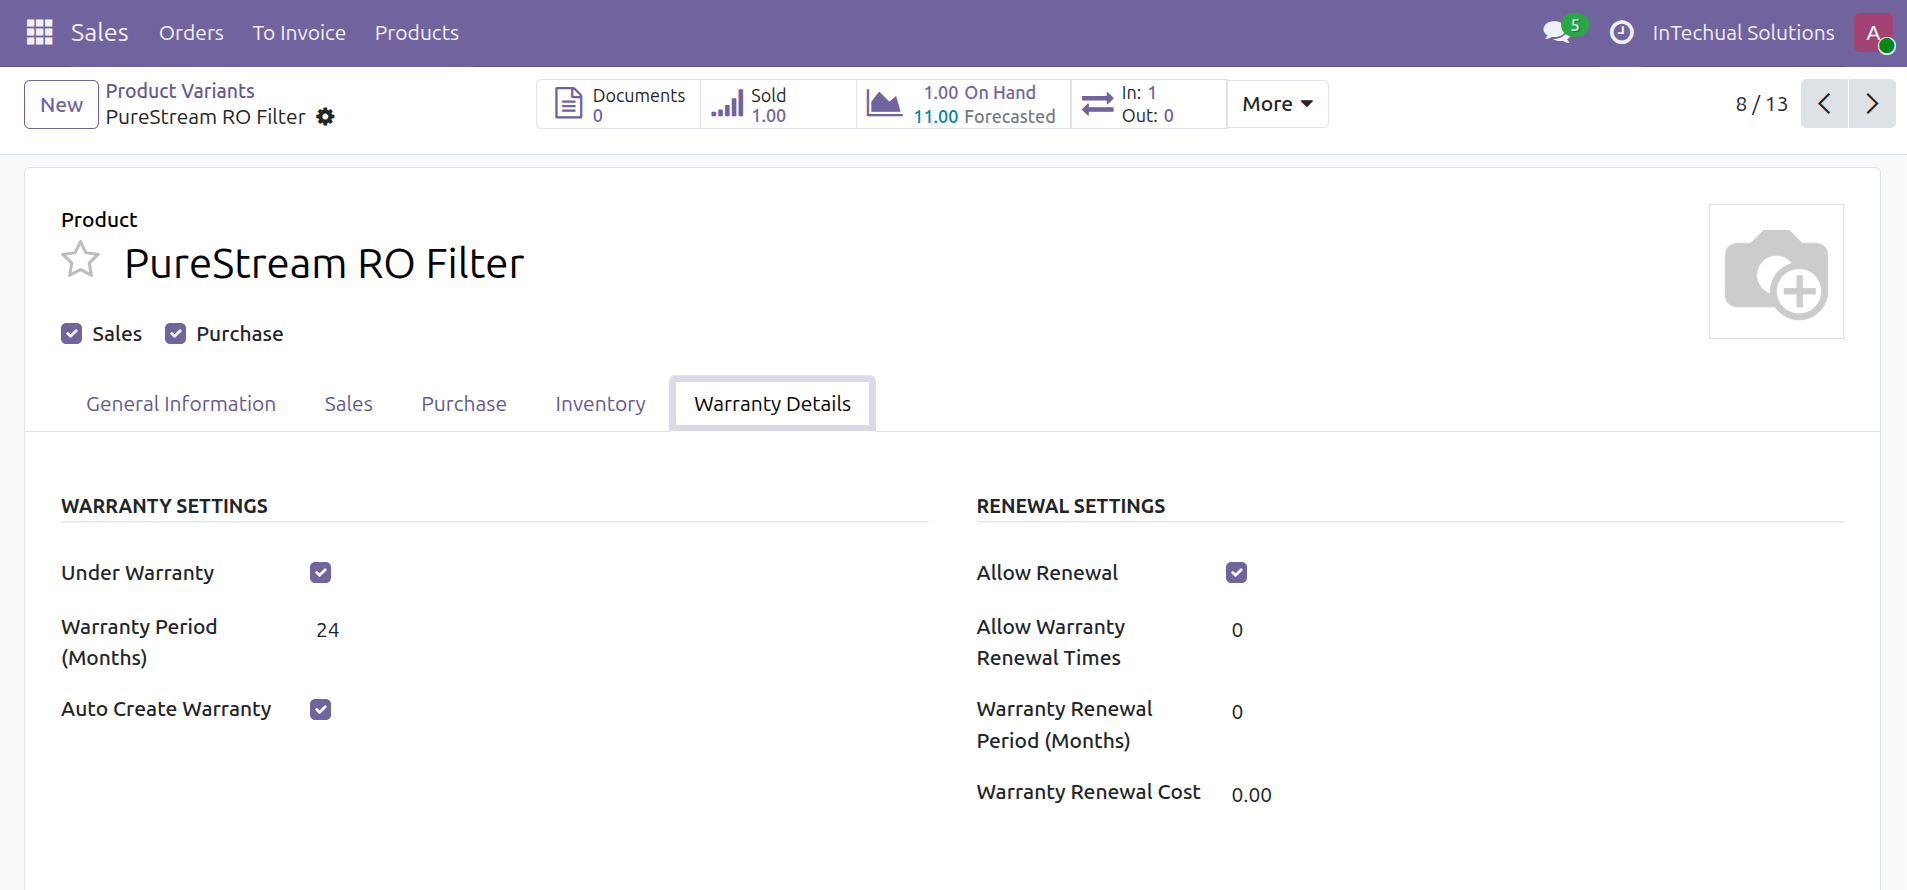 Sales Orders To Invoice Products 5 InTechual Solutions A
New Product Variants
PureStream RO Filter
Documents
0
Sold
1.00
1.00 On Hand
11.00 Forecasted
In: 1
Out: 0
More
8 / 13
Product
PureStream RO Filter
Sales Purchase
General Information Sales Purchase Inventory Warranty Details
WARRANTY SETTINGS
Under Warranty
Warranty Period
(Months)
24
Auto Create Warranty
RENEWAL SETTINGS
Allow Renewal
Allow Warranty
Renewal Times
0
Warranty Renewal
Period (Months)
0
Warranty Renewal Cost 0.00